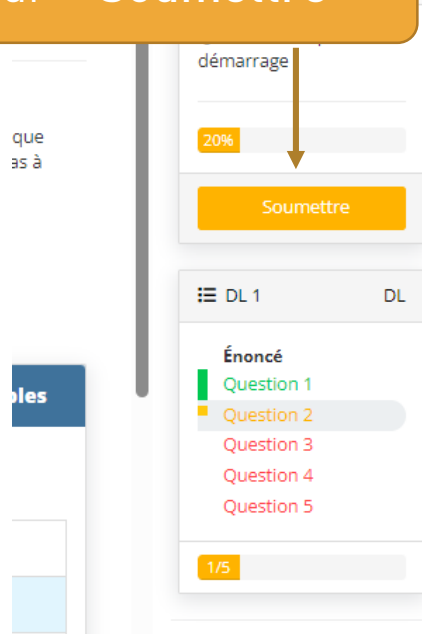 Soumettre
démarrage
que
as à
20%
Soumettre
DL 1
DL
Énoncé
Question 1
Question 2
Question 3
Question 4
Question 5
1/5